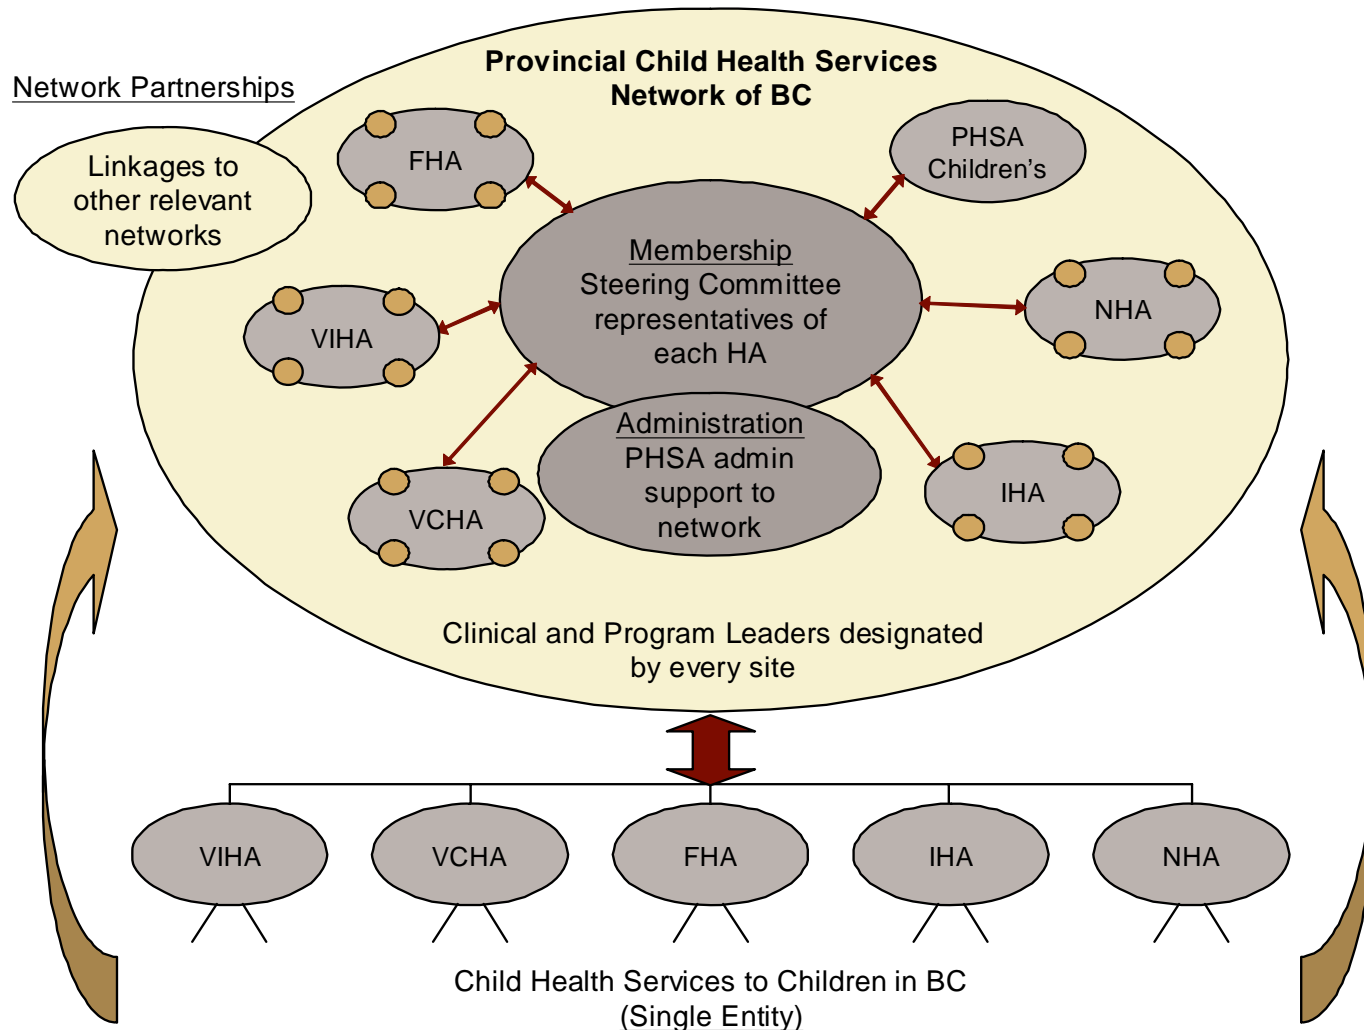 Provincial Child Health Services
Network of BC
Network Partnerships
Linkages to
other relevant
networks
FHA
PHSA
Children's
Membership
Steering Committee
representatives of
each HA
VIHA
NHA
Administration
PHSA admin
support to
network
VCHA
IHA
Clinical and Program Leaders designated
by every site
VIHA
VCHA
FHA
IHA
NHA
Child Health Services to Children in BC
(Single Entity)